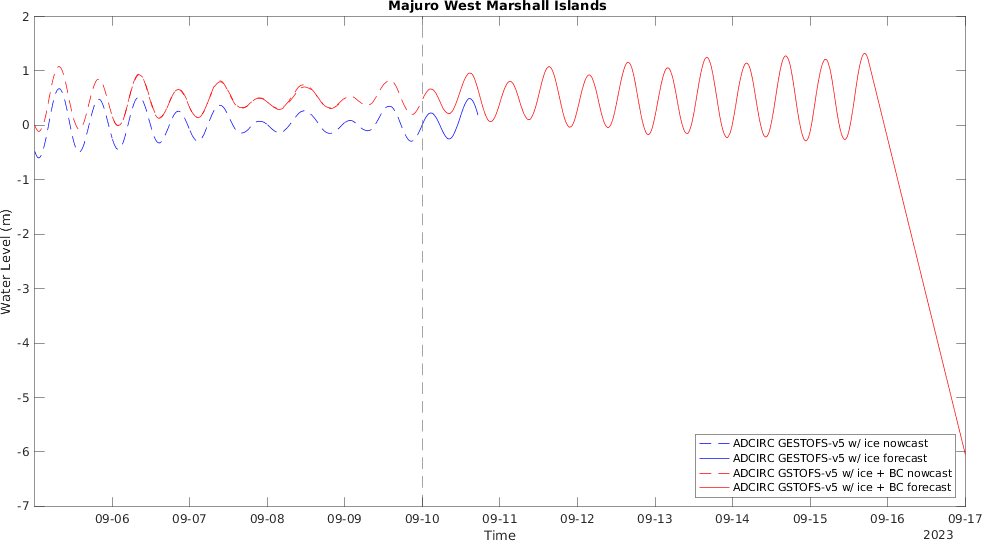 Majuro West Marshall Islands
2
1
0
-1
-2
-3
-4
-5
-6
-7
Water Level (m)
ADCIRC GESTOFS-v5 w/ ice nowcast
ADCIRC GESTOFS-v5 w/ ice forecast
ADCIRC GSTOFS-v5 w/ ice + BC nowcast
ADCIRC GSTOFS-v5 w/ ice + BC forecast
09-06 09-07 09-08 09-09 09-10 09-11 09-12 09-13 09-14 09-15 09-16 09-17
Time
2023